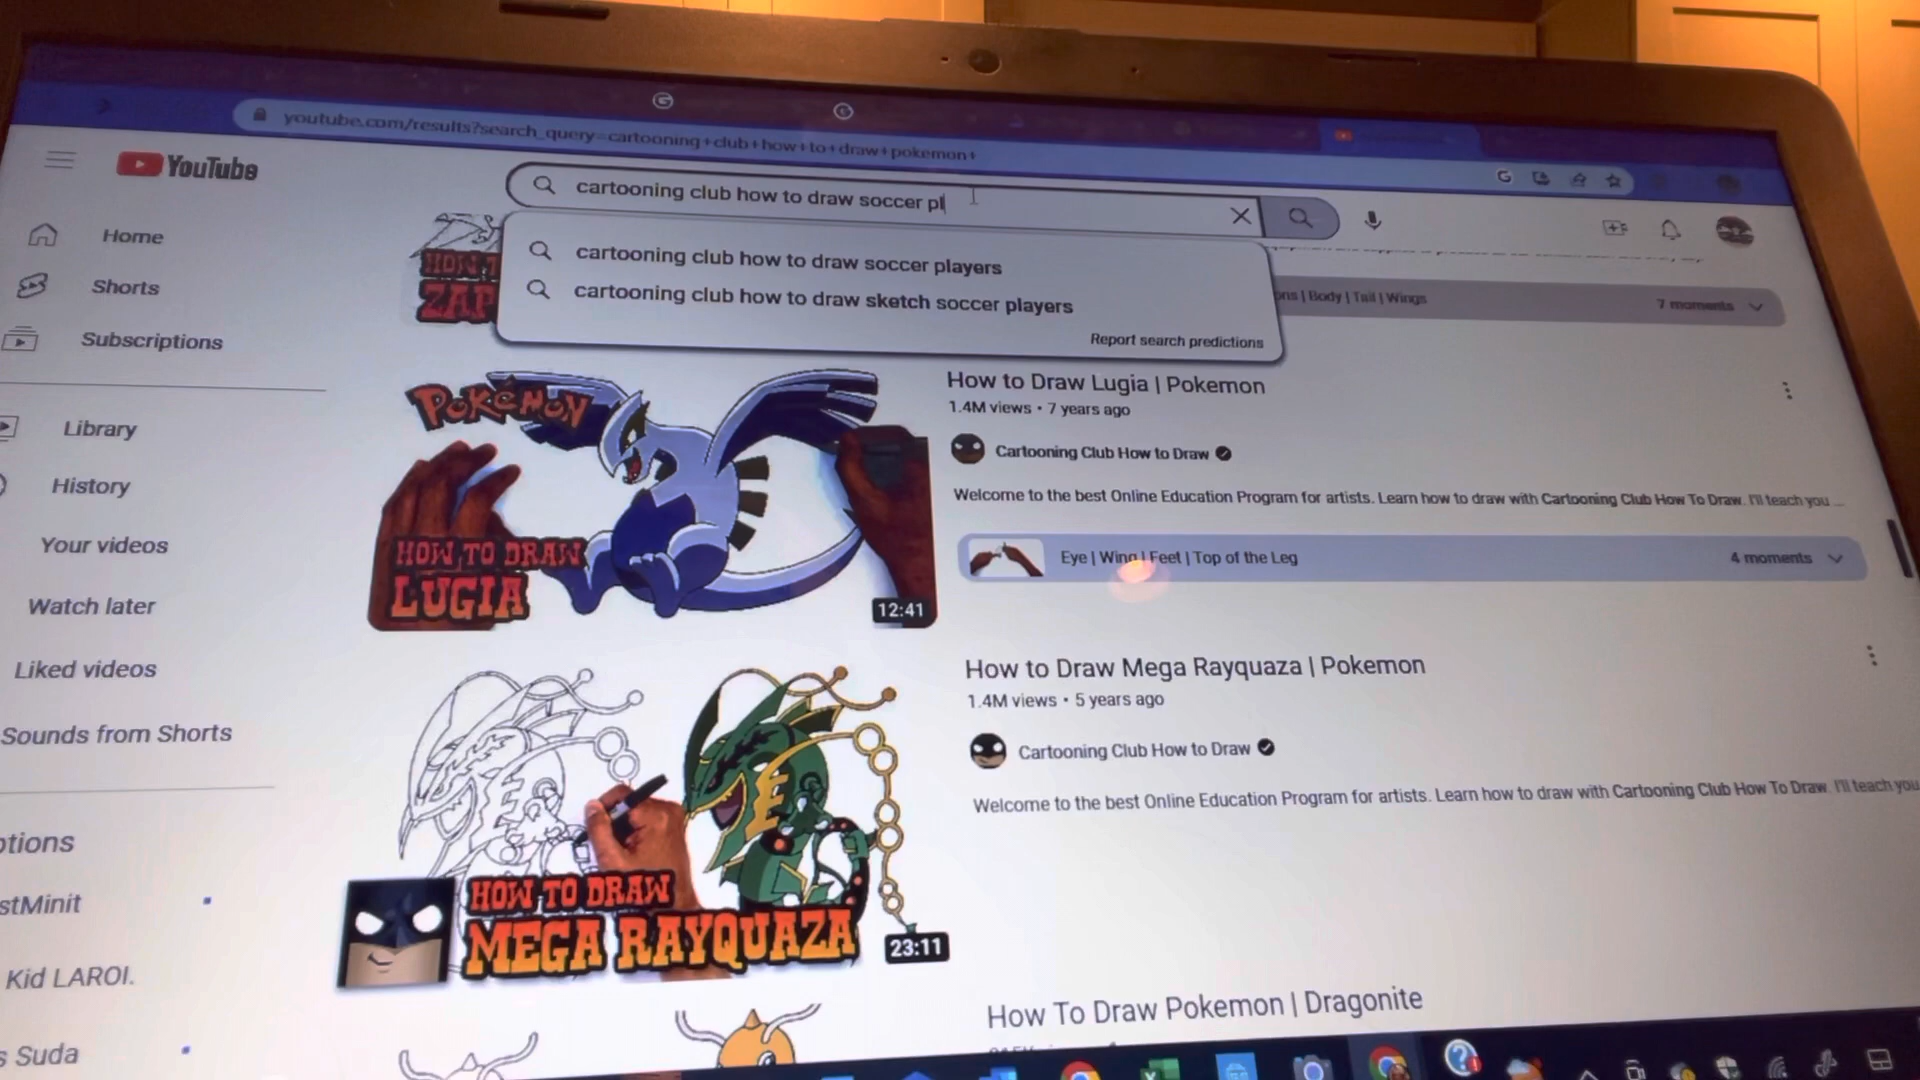 youtube.com/results?search_query=cartooning+club+how+to+draw+pokemon+
YouTube
cartooning club how to draw soccer pl
cartooning club how to draw soccer players
cartooning club how to draw sketch soccer players
Report search predictions
Home
Shorts
Subscriptions
Library
History
Your videos
Watch later
Liked videos
Sounds from Shorts
ptions
stMinit
Kid LAROI.
s Suda
HOW T
ZAP
ons | Body | Tail | Wings
7 moments
POKéMON
HOW TO DRAW
LUGIA
12:41
How to Draw Lugia | Pokemon
1.4M views • 7 years ago
Cartooning Club How to Draw
Welcome to the best Online Education Program for artists. Learn how to draw with Cartooning Club How To Draw. I'll teach you ...
Eye | Wing | Feet | Top of the Leg
4 moments
HOW TO DRAW
MEGA RAYQUAZA
23:11
How to Draw Mega Rayquaza | Pokemon
1.4M views • 5 years ago
Cartooning Club How to Draw
Welcome to the best Online Education Program for artists. Learn how to draw with Cartooning Club How To Draw. I'll teach you
How To Draw Pokemon | Dragonite